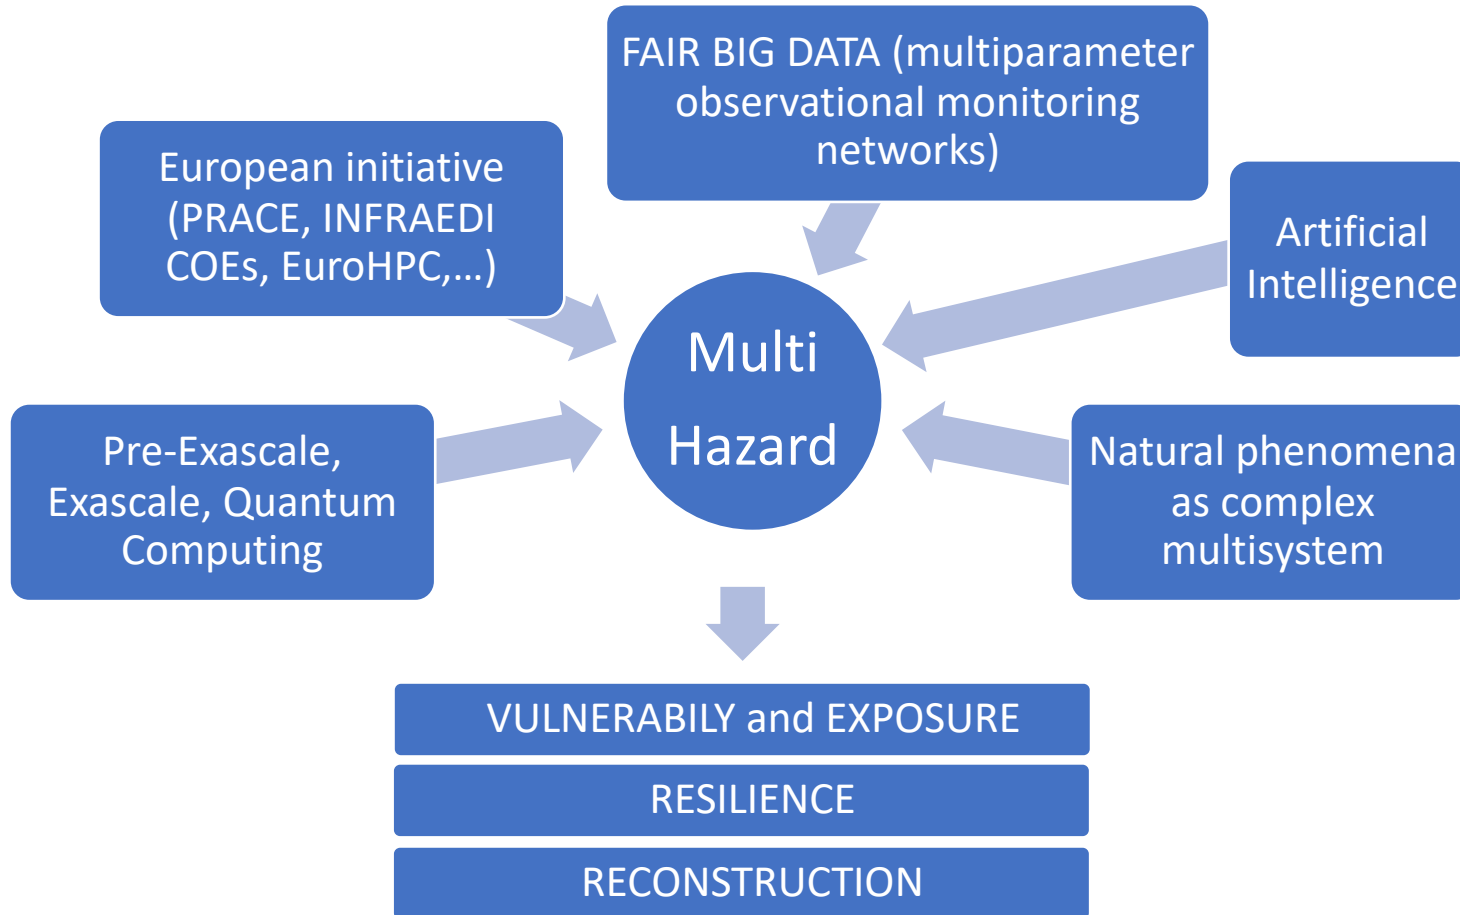 FAIR BIG DATA (multiparameter
observational monitoring
networks)
European initiative
(PRACE, INFRAEDI
COEs, EuroHPC,...)
Artificial
Intelligence
Multi
Hazard
Pre-Exascale,
Exascale, Quantum
Computing
Natural phenomena
as complex
multisystem
VULNERABILY and EXPOSURE
RESILIENCE
RECONSTRUCTION